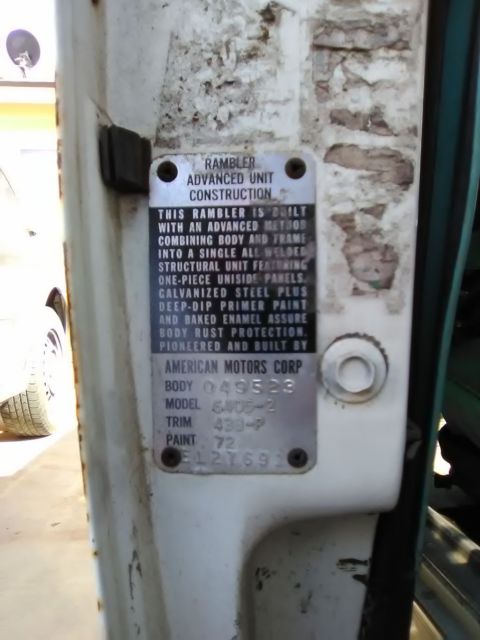 RAMBLER
ADVANCED UNIT
CONSTRUCTION
THIS RAMBLER IS BUILT
WITH AN ADVANCED METHOD
COMBINING BODY AND FRAME
INTO A SINGLE ALL-WELDED
STRUCTURAL UNIT FEATURING
ONE-PIECE UNISIDE PANELS.
GALVANIZED STEEL PLUS
DEEP-DIP PRIMER PAINT
AND BAKED ENAMEL ASSURE
BODY RUST PROTECTION.
PIONEERED AND BUILT BY
AMERICAN MOTORS CORP
BODY 049523
MODEL 6405-2
TRIM 433-P
PAINT 72